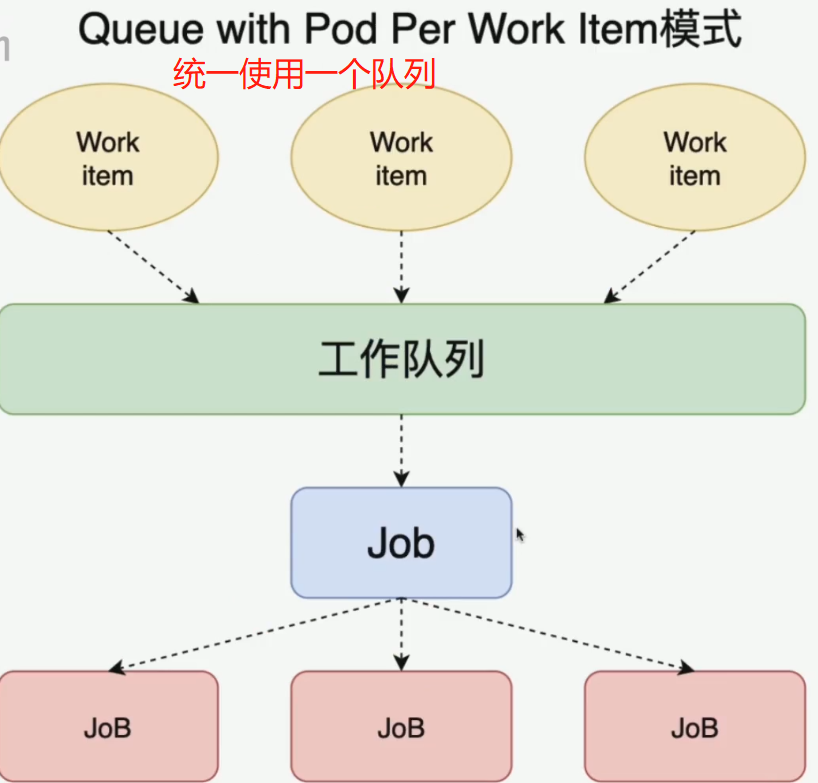 Queue with Pod Per Work Item模式
统一使用一个队列
Work
item
Work
item
Work
item
工作队列
Job
JoB
JoB
JoB